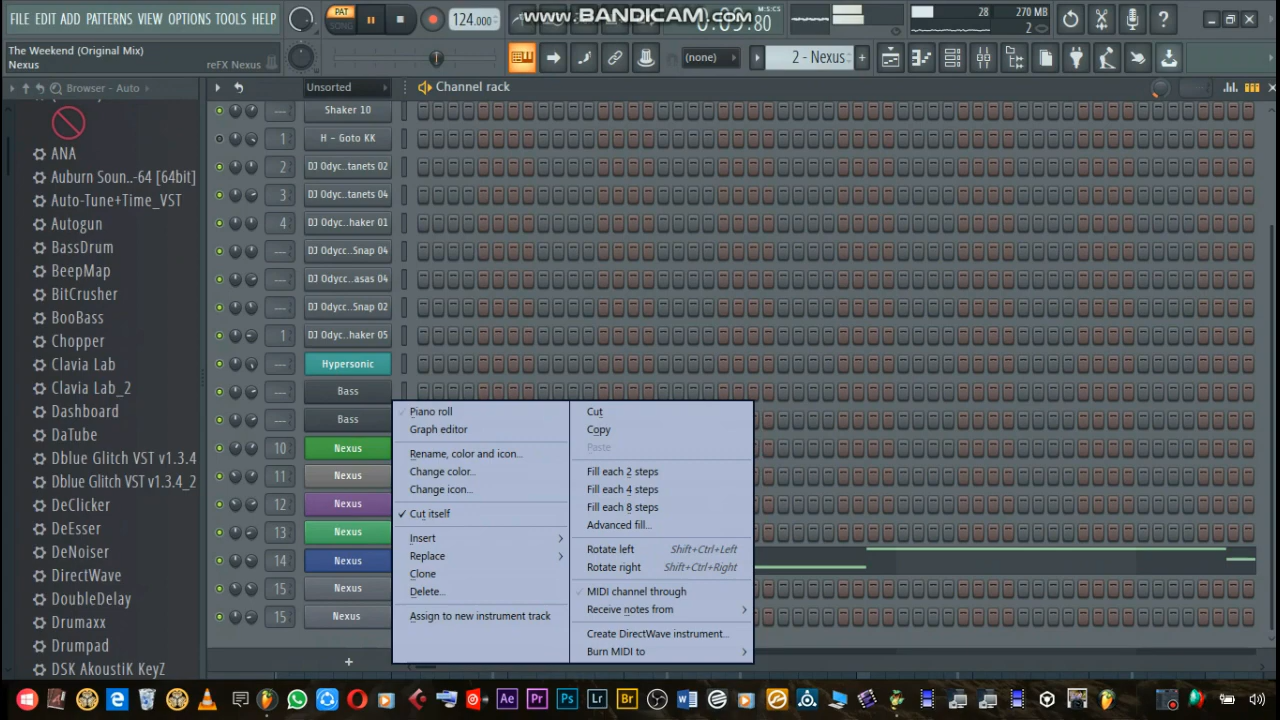 FILE EDIT ADD PATTERNS VIEW OPTIONS TOOLS HELP
PAT
SONG
124.000
www.BANDICAM.com
0:09:80
M:S:CS
28
270 MB
2
The Weekend (Original Mix)
Nexus
reFX Nexus
(none)
2 - Nexus
Browser - Auto
Unsorted
Channel rack
ANA
Auburn Soun..-64 [64bit]
Auto-Tune+Time_VST
Autogun
BassDrum
BeepMap
BitCrusher
BooBass
Chopper
Clavia Lab
Clavia Lab_2
Dashboard
DaTube
Dblue Glitch VST v1.3.4
Dblue Glitch VST v1.3.4_2
DeClicker
DeEsser
DeNoiser
DirectWave
DoubleDelay
Drumaxx
Drumpad
DSK AkoustiK KeyZ
--- Shaker 10
1 H - Goto KK
2 DJ Odyc..tanets 02
3 DJ Odyc..tanets 04
4 DJ Odyc..haker 01
--- DJ Odycc..Snap 04
--- DJ Odycc..asas 04
--- DJ Odycc..Snap 02
1 DJ Odyc..haker 05
--- Hypersonic
--- Bass
--- Bass
10 Nexus
11 Nexus
12 Nexus
13 Nexus
14 Nexus
15 Nexus
15 Nexus
+
Piano roll
Graph editor
Rename, color and icon...
Change color...
Change icon...
✓ Cut itself
Insert
Replace
Clone
Delete...
Assign to new instrument track
Cut
Copy
Paste
Fill each 2 steps
Fill each 4 steps
Fill each 8 steps
Advanced fill...
Rotate left Shift+Ctrl+Left
Rotate right Shift+Ctrl+Right
MIDI channel through
Receive notes from
Create DirectWave instrument...
Burn MIDI to
Ae
Pr
Ps
Lr
Br